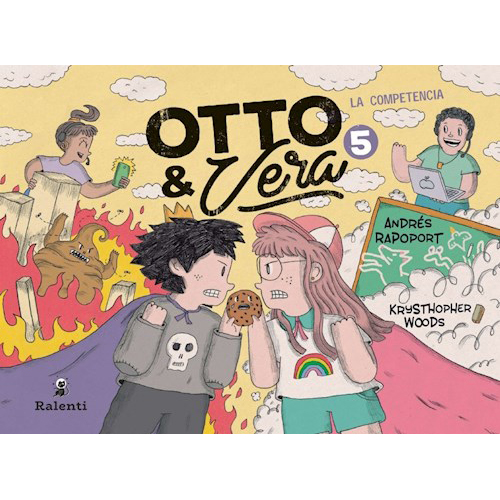 OTTO
& Vera
5
LA COMPETENCIA
ANDRÉS
RAPOPORT
KRYSTHOPHER
WOODS
Ralenti